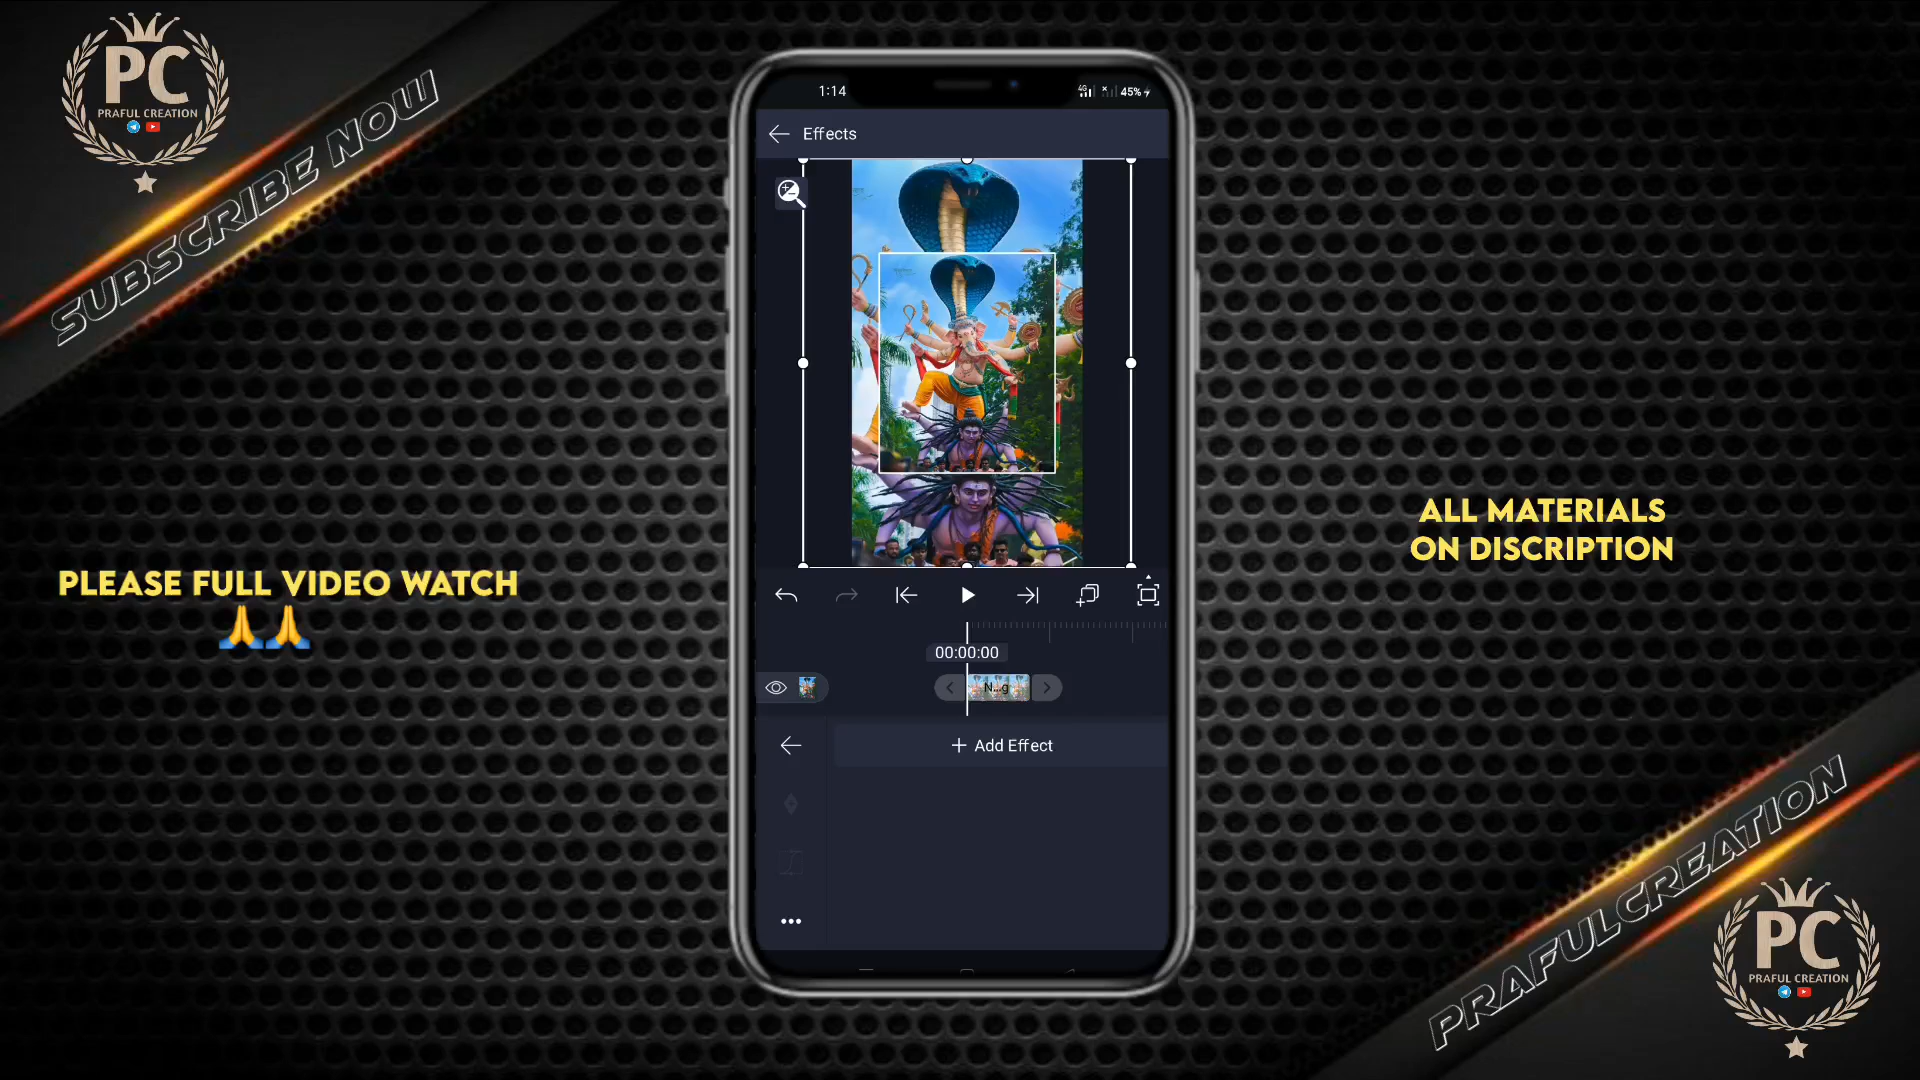 PC
PRAFUL CREATION
SUBSCRIBE NOW
1:14
4G
45%
Effects
ALL MATERIALS
ON DISCRIPTION
PLEASE FULL VIDEO WATCH
🙏🙏
00:00:00
N...g
+ Add Effect
PRAFULCREATION
PC
PRAFUL CREATION